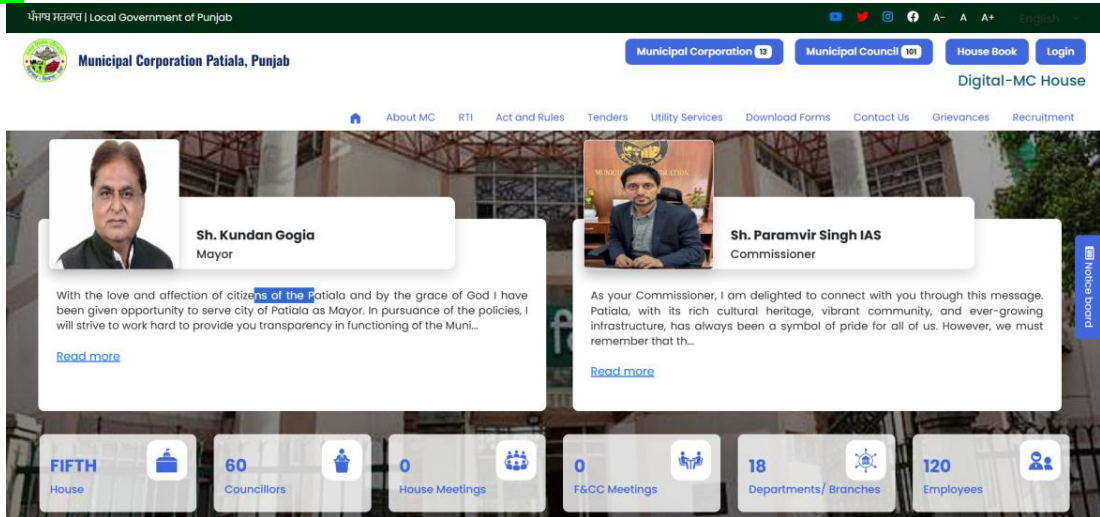 ਪੰਜਾਬ ਸਰਕਾਰ | Local Government of Punjab
A- A A+ English
Municipal Corporation Patiala, Punjab
Municipal Corporation 13 Municipal Council 101 House Book Login
Digital-MC House
About MC RTI Act and Rules Tenders Utility Services Download Forms Contact Us Grievances Recruitment
MUNICIPAL CORPORATION
Sh. Kundan Gogia
Mayor
With the love and affection of citizens of the Patiala and by the grace of God I have
been given opportunity to serve city of Patiala as Mayor. In pursuance of the policies, I
will strive to work hard to provide you transparency in functioning of the Muni...
Read more
Sh. Paramvir Singh IAS
Commissioner
As your Commissioner, I am delighted to connect with you through this message.
Patiala, with its rich cultural heritage, vibrant community, and ever-growing
infrastructure, has always been a symbol of pride for all of us. However, we must
remember that th...
Read more
Notice board
FIFTH
House
60
Councillors
0
House Meetings
0
F&CC Meetings
18
Departments/ Branches
120
Employees